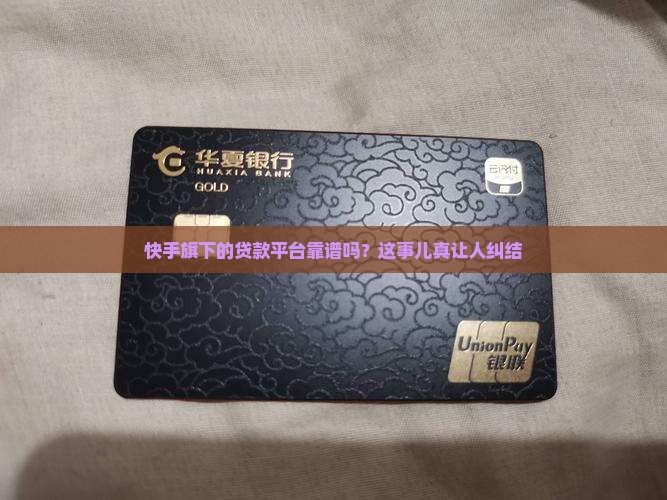 华夏银行
HUAXIA BANK
GOLD
云闪付
快手旗下的贷款平台靠谱吗？这事儿真让人纠结
UnionPay
银联